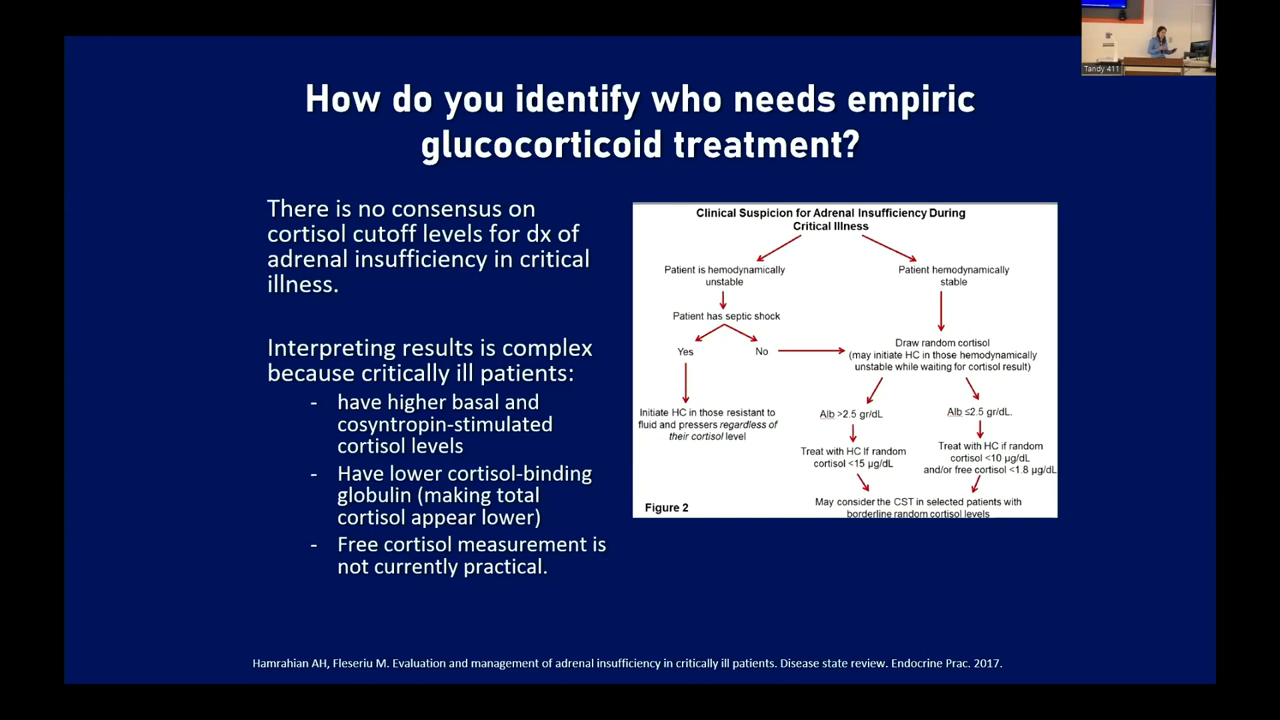 Tandy 411
How do you identify who needs empiric
glucocorticoid treatment?
There is no consensus on
cortisol cutoff levels for dx of
adrenal insufficiency in critical
illness.
Interpreting results is complex
because critically ill patients:
- have higher basal and
cosyntropin-stimulated
cortisol levels
- Have lower cortisol-binding
globulin (making total
cortisol appear lower)
- Free cortisol measurement is
not currently practical.
Clinical Suspicion for Adrenal Insufficiency During
Critical Illness
Patient is hemodynamically
unstable
Patient hemodynamically
stable
Patient has septic shock
Yes
No
Draw random cortisol
(may initiate HC in those hemodynamically
unstable while waiting for cortisol result)
Initiate HC in those resistant to
fluid and pressers regardless of
their cortisol level
Alb >2.5 gr/dL
Alb ≤2.5 gr/dL.
Treat with HC If random
cortisol <15 µg/dL
Treat with HC if random
cortisol <10 µg/dL
and/or free cortisol <1.8 µg/dL
May consider the CST in selected patients with
borderline random cortisol levels
Figure 2
Hamrahian AH, Fleseriu M. Evaluation and management of adrenal insufficiency in critically ill patients. Disease state review. Endocrine Prac. 2017.